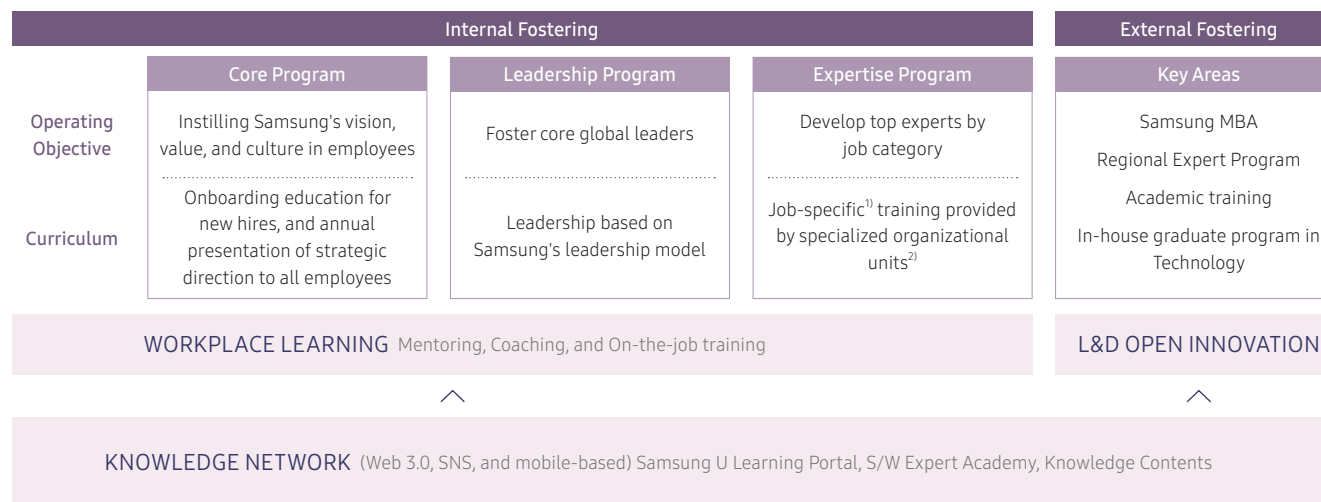 Internal Fostering
External Fostering
Core Program
Leadership Program
Expertise Program
Key Areas
Operating
Objective
Instilling Samsung's vision,
value, and culture in employees
Foster core global leaders
Develop top experts by
job category
Samsung MBA
Regional Expert Program
Academic training
In-house graduate program in
Technology
Curriculum
Onboarding education for
new hires, and annual
presentation of strategic
direction to all employees
Leadership based on
Samsung's leadership model
Job-specific1) training provided
by specialized organizational
units2)
WORKPLACE LEARNING Mentoring, Coaching, and On-the-job training
L&D OPEN INNOVATION
KNOWLEDGE NETWORK (Web 3.0, SNS, and mobile-based) Samsung U Learning Portal, S/W Expert Academy, Knowledge Contents